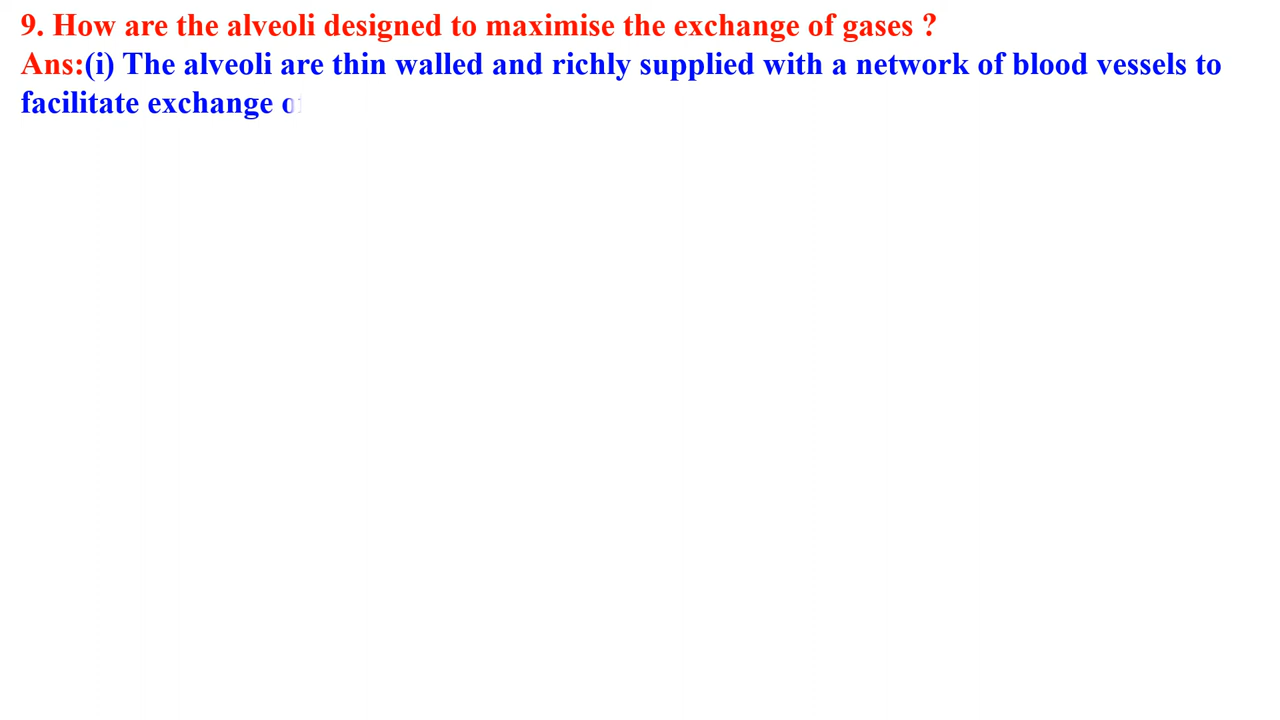 9. How are the alveoli designed to maximise the exchange of gases ?
Ans:(i) The alveoli are thin walled and richly supplied with a network of blood vessels to
facilitate exchange of